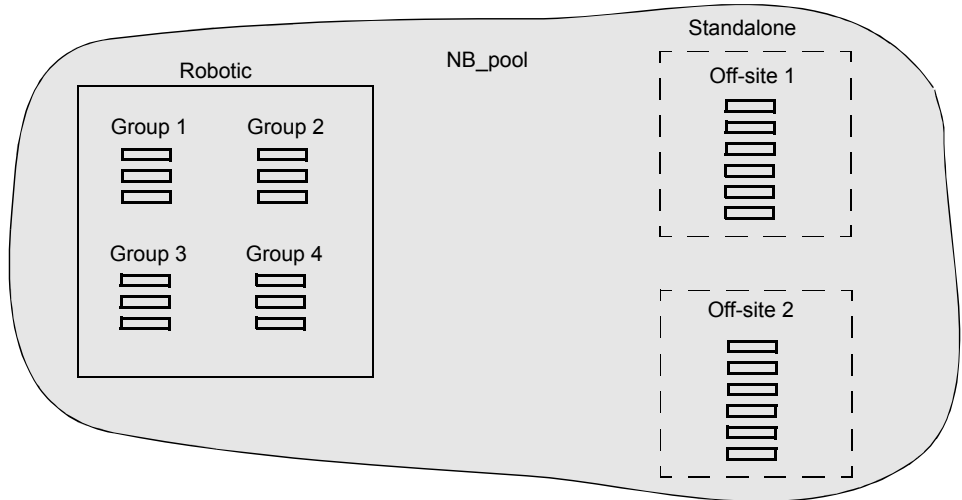 Standalone
NB_pool
Robotic
Off-site 1
Group 1
Group 2
Group 3
Group 4
Off-site 2